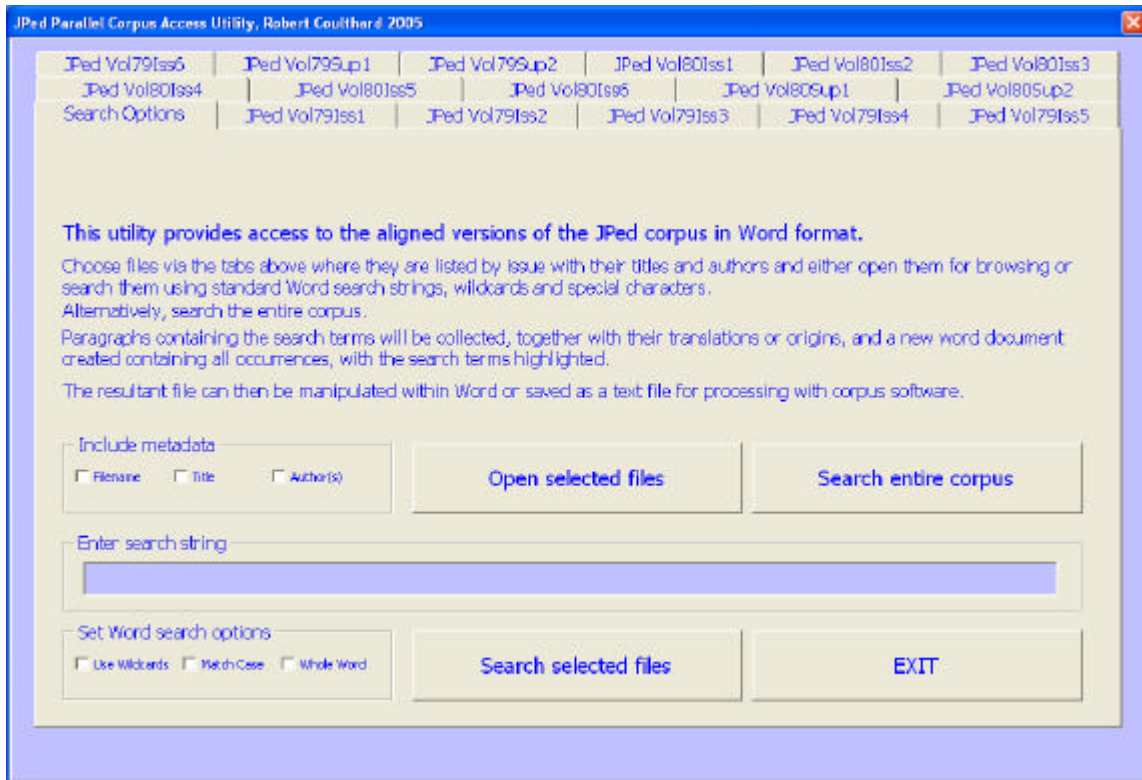 JPed Parallel Corpus Access Utility, Robert Coulthard 2005
JPed Vol79Iss6 JPed Vol79Sup1 JPed Vol79Sup2 JPed Vol80Iss1 JPed Vol80Iss2 JPed Vol80Iss3
JPed Vol80Iss4 JPed Vol80Iss5 JPed Vol80Iss6 JPed Vol80Sup1 JPed Vol80Sup2
Search Options JPed Vol79Iss1 JPed Vol79Iss2 JPed Vol79Iss3 JPed Vol79Iss4 JPed Vol79Iss5
This utility provides access to the aligned versions of the JPed corpus in Word format.
Choose files via the tabs above where they are listed by issue with their titles and authors and either open them for browsing or
search them using standard Word search strings, wildcards and special characters.
Alternatively, search the entire corpus.
Paragraphs containing the search terms will be collected, together with their translations or origins, and a new word document
created containing all occurrences, with the search terms highlighted.
The resultant file can then be manipulated within Word or saved as a text file for processing with corpus software.
Include metadata
Filename Title Author(s)
Open selected files
Search entire corpus
Enter search string
Set Word search options
Use Wildcards Match Case Whole Word
Search selected files
EXIT